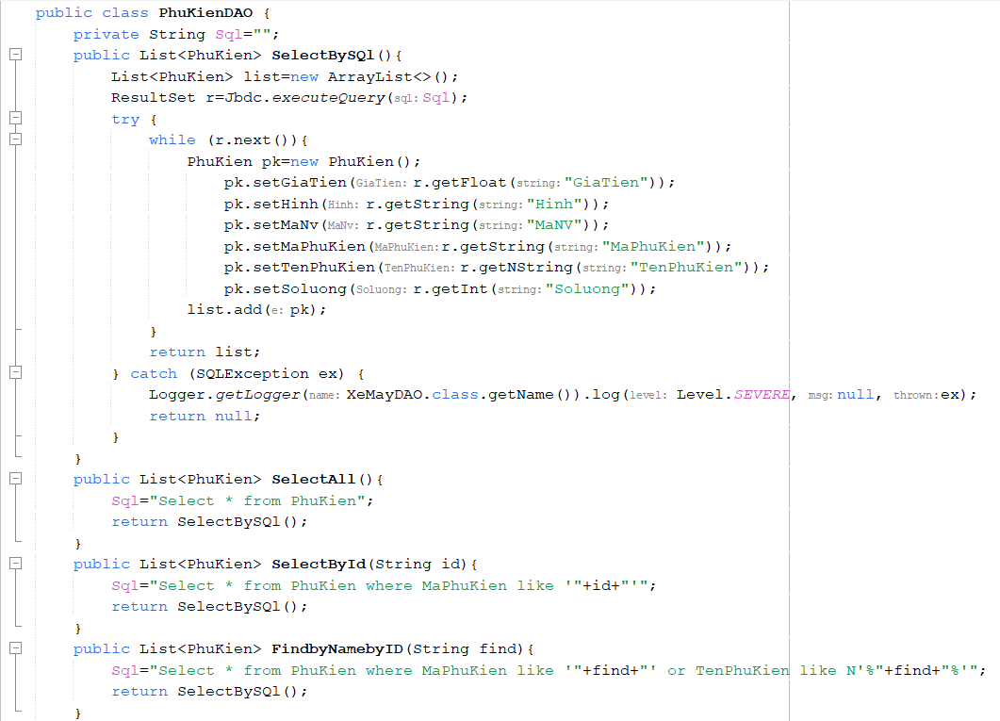 public class PhuKienDAO {
private String Sql="";
public List<PhuKien> SelectBySQl(){
List<PhuKien> list=new ArrayList<>();
ResultSet r=Jbdc.executeQuery(sql: Sql);
try {
while (r.next()){
PhuKien pk=new PhuKien();
pk.setGiaTien(GiaTien: r.getFloat(string: "GiaTien"));
pk.setHinh(Hinh: r.getString(string: "Hinh"));
pk.setMaNv(MaNv: r.getString(string: "MaNV"));
pk.setMaPhuKien(MaPhuKien: r.getString(string: "MaPhuKien"));
pk.setTenPhuKien(TenPhuKien: r.getNString(string: "TenPhuKien"));
pk.setSoluong(Soluong: r.getInt(string: "Soluong"));
list.add(e: pk);
}
return list;
} catch (SQLException ex) {
Logger.getLogger(name: XeMayDAO.class.getName()).log(level: Level.SEVERE, msg: null, thrown: ex);
return null;
}
}
public List<PhuKien> SelectAll(){
Sql="Select * from PhuKien";
return SelectBySQl();
}
public List<PhuKien> SelectById(String id){
Sql="Select * from PhuKien where MaPhuKien like '"+id+"'";
return SelectBySQl();
}
public List<PhuKien> FindbyNamebyID(String find){
Sql="Select * from PhuKien where MaPhuKien like '"+find+"' or TenPhuKien like N'%"+find+"%'";
return SelectBySQl();
}